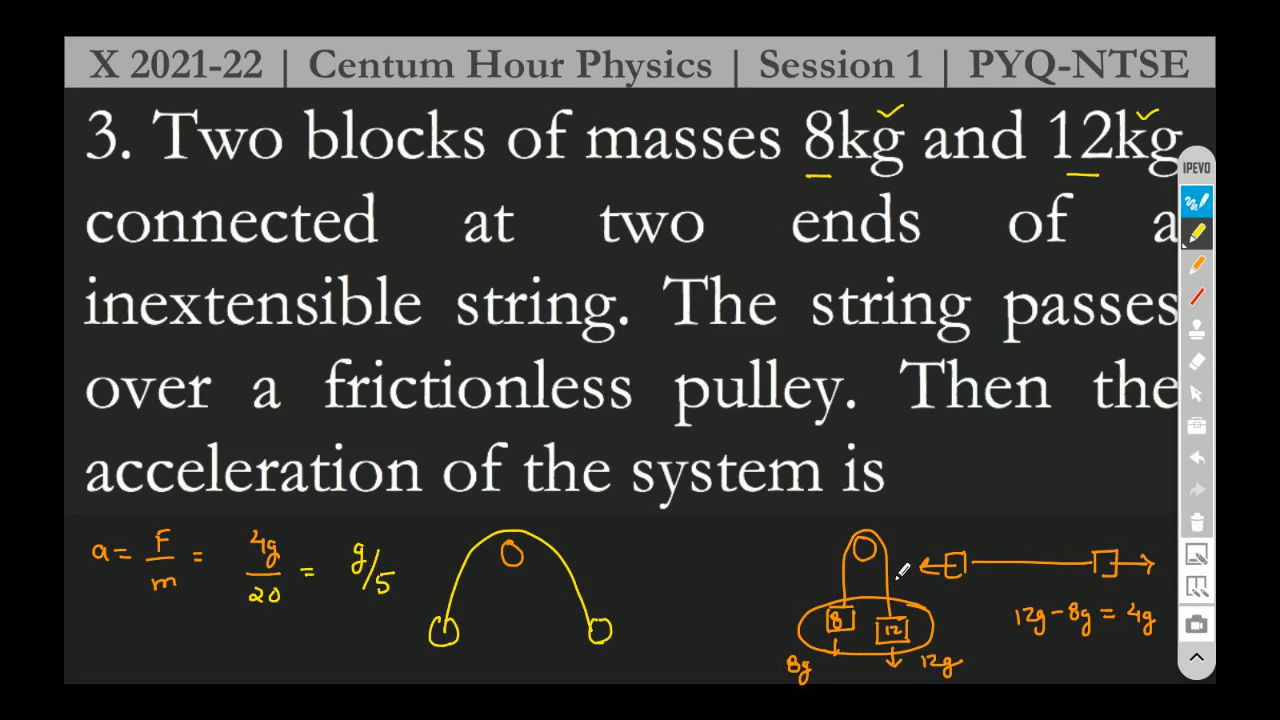 X 2021-22 | Centum Hour Physics | Session 1 | PYQ-NTSE
3. Two blocks of masses 8kg and 12kg
connected at two ends of a
inextensible string. The string passes
over a frictionless pulley. Then the
acceleration of the system is
IPEVO
a = F/m = 4g/20 = g/5
8 12
8g 12g
12g - 8g = 4g